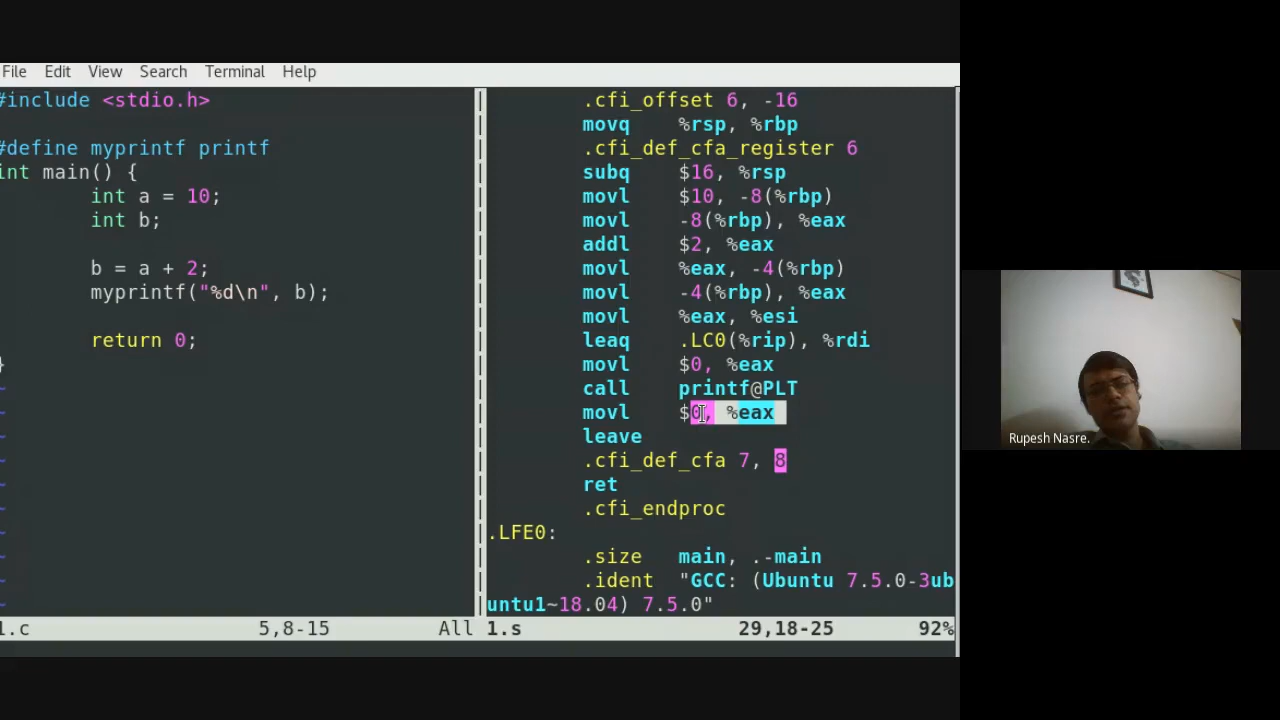 File Edit View Search Terminal Help
#include <stdio.h>
#define myprintf printf
int main() {
int a = 10;
int b;
b = a + 2;
myprintf("%d\n", b);
return 0;
}
~
~
~
~
~
~
~
~
~
~
1.c 5,8-15 All
.cfi_offset 6, -16
movq %rsp, %rbp
.cfi_def_cfa_register 6
subq $16, %rsp
movl $10, -8(%rbp)
movl -8(%rbp), %eax
addl $2, %eax
movl %eax, -4(%rbp)
movl -4(%rbp), %eax
movl %eax, %esi
leaq .LC0(%rip), %rdi
movl $0, %eax
call printf@PLT
movl $0, %eax
leave
.cfi_def_cfa 7, 8
ret
.cfi_endproc
.LFE0:
.size main, .-main
.ident "GCC: (Ubuntu 7.5.0-3ub
untu1~18.04) 7.5.0"
1.s 29,18-25 92%
Rupesh Nasre.